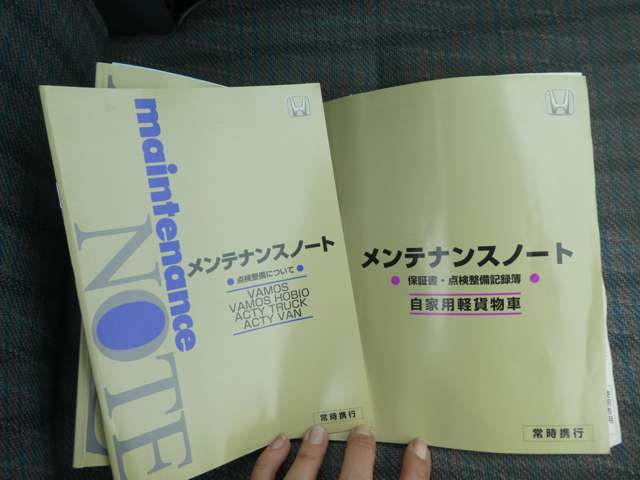 maintenance
NOTE
メンテナンスノート
点検整備について
VAMOS
VAMOS HOBIO
ACTY TRUCK
ACTY VAN
常時携行
メンテナンスノート
保証書・点検整備記録簿
自家用軽貨物車
常時携行